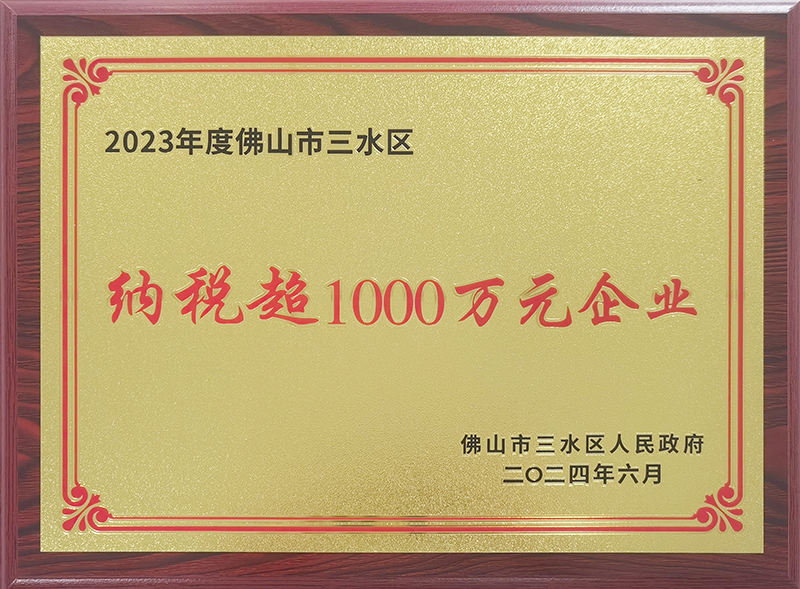 2023年度佛山市三水区
纳税超1000万元企业
佛山市三水区人民政府
二〇二四年六月